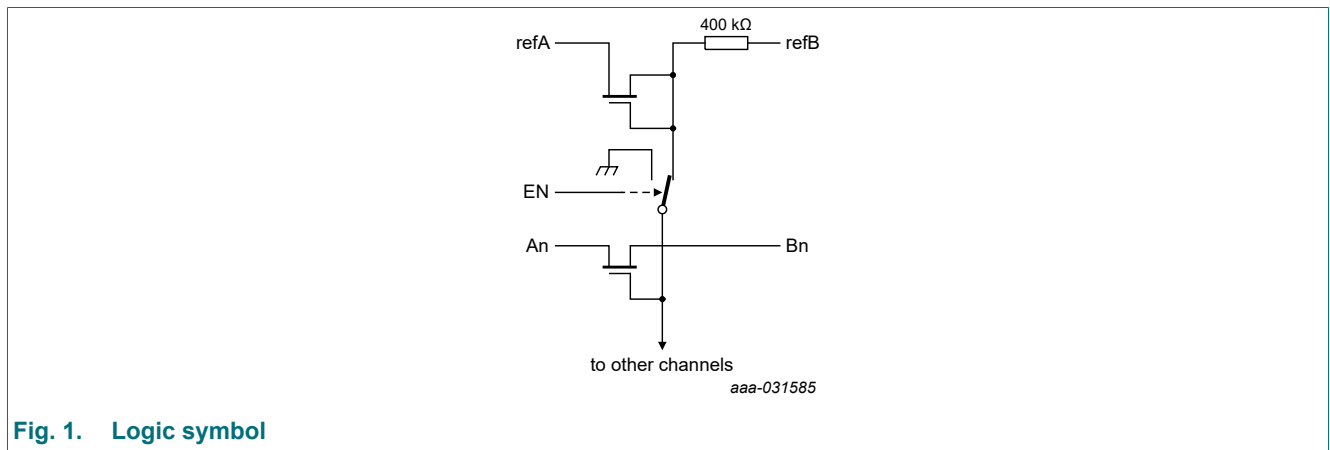 400 kΩ
refA
refB
EN
An
Bn
to other channels
aaa-031585
Fig. 1. Logic symbol